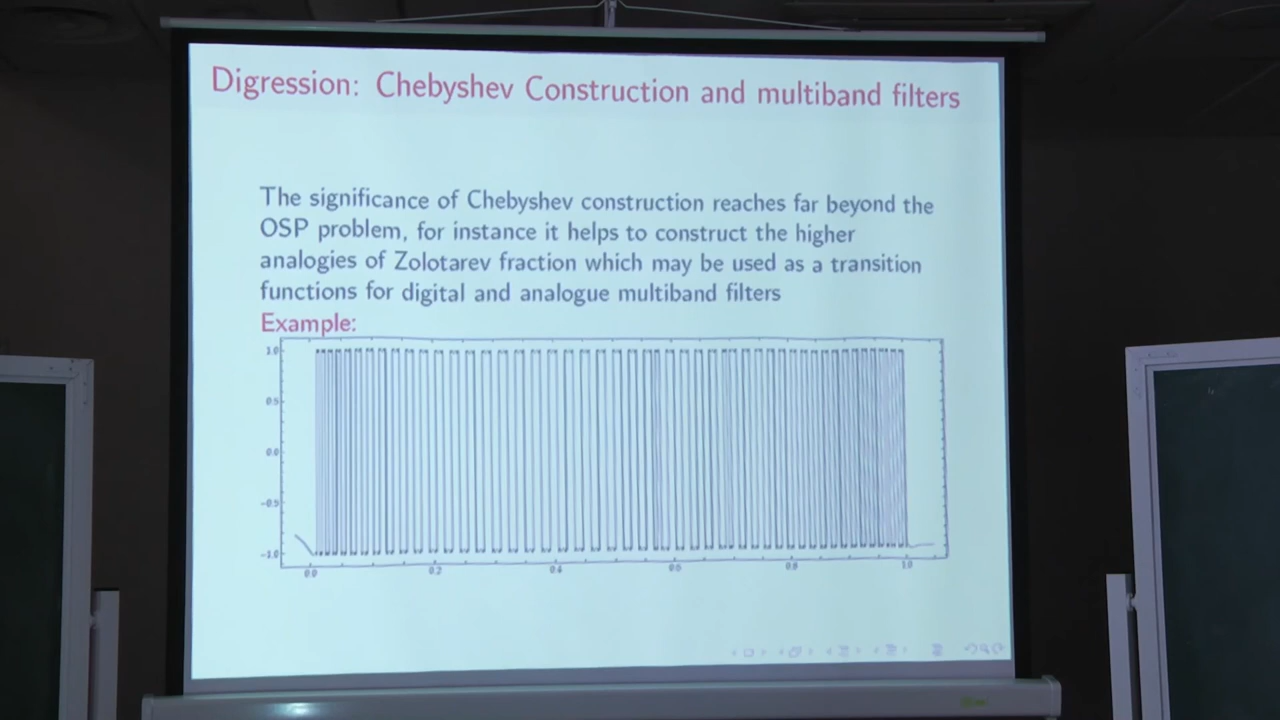 Digression: Chebyshev Construction and multiband filters
The significance of Chebyshev construction reaches far beyond the
OSP problem, for instance it helps to construct the higher
analogies of Zolotarev fraction which may be used as a transition
functions for digital and analogue multiband filters
Example:
1.0
0.5
0.0
-0.5
-1.0
0.0 0.2 0.4 0.6 0.8 1.0